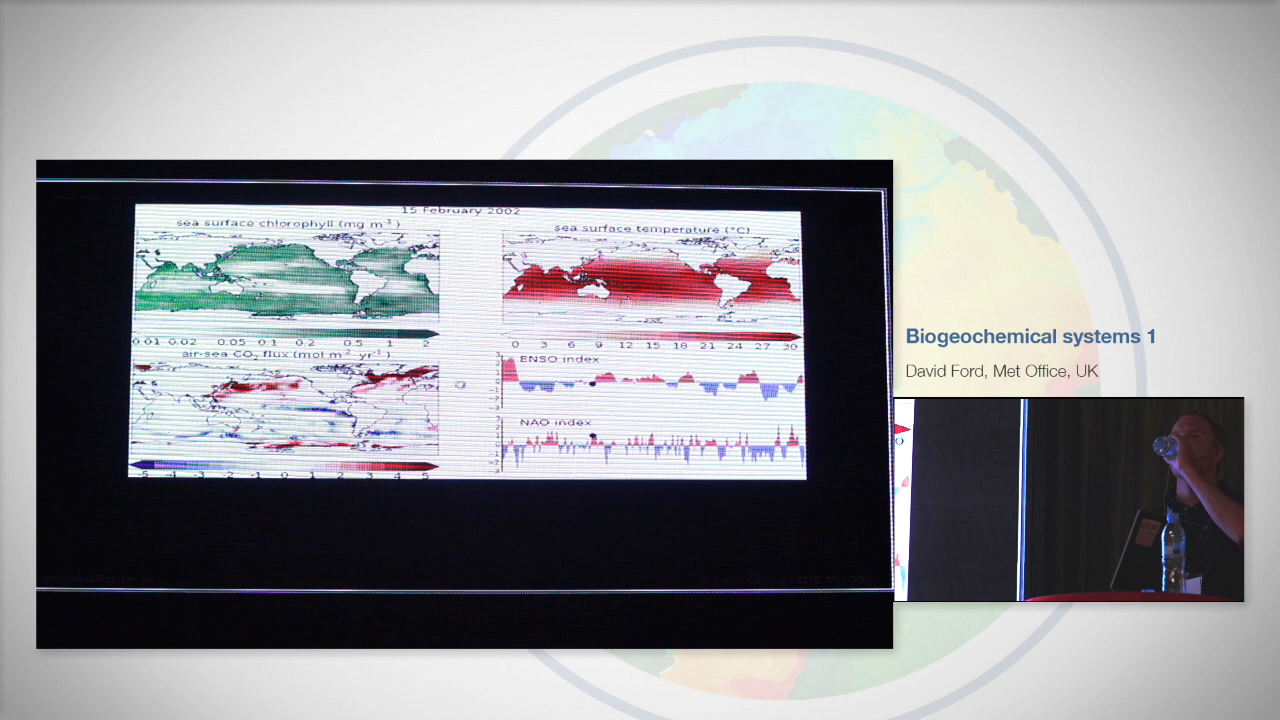 15 February 2002
sea surface chlorophyll (mg m⁻³)
sea surface temperature (°C)
0.01 0.02 0.05 0.1 0.2 0.5 1 2
0 3 6 9 12 15 18 21 24 27 30
air-sea CO₂ flux (mol m⁻² yr⁻¹)
ENSO index
NAO index
-5 -4 -3 -2 -1 0 1 2 3 4 5
Biogeochemical systems 1
David Ford, Met Office, UK